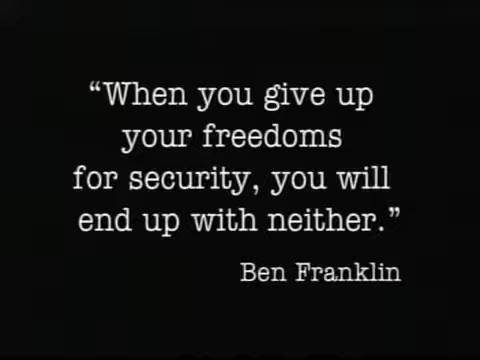 “When you give up
your freedoms
for security, you will
end up with neither.”
Ben Franklin